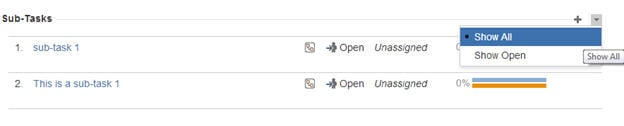 Sub-Tasks
Show All
1. sub-task 1 Open Unassigned 0
Show Open
Show All
2. This is a sub-task 1 Open Unassigned 0%